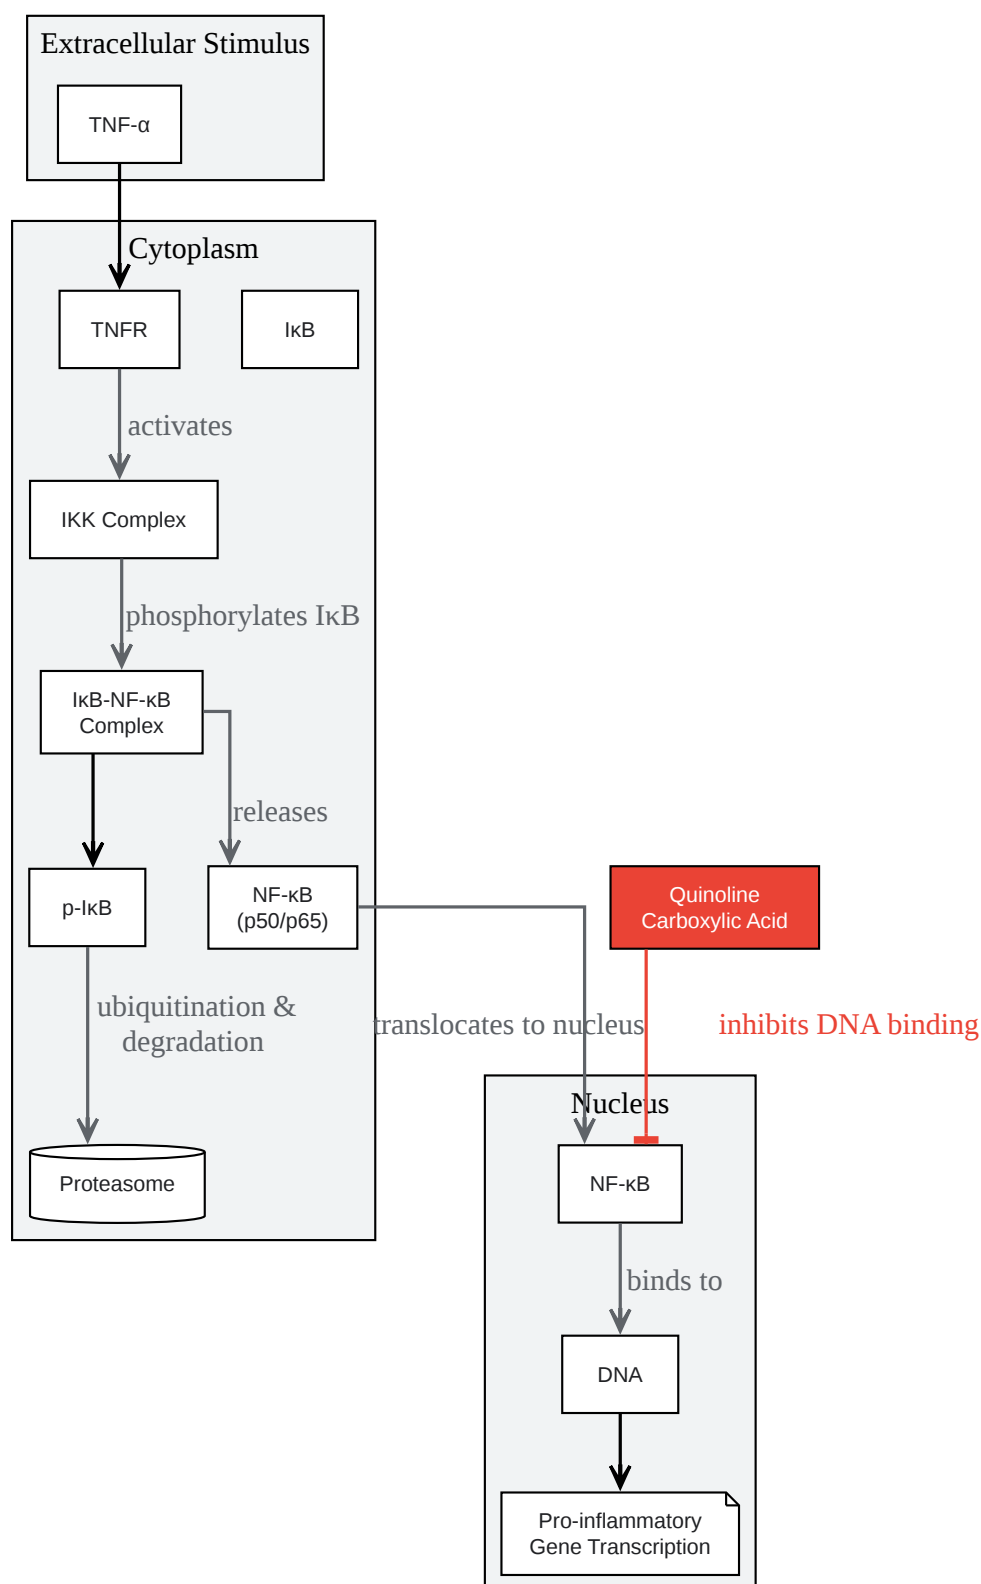 Extracellular Stimulus
TNF-α
Cytoplasm
TNFR
IκB
activates
IKK Complex
phosphorylates IκB
IκB-NF-κB
Complex
releases
p-IκB
NF-κB
(p50/p65)
Quinoline
Carboxylic Acid
ubiquitination &
degradation
translocates to nucleus
inhibits DNA binding
Nucleus
Proteasome
NF-κB
binds to
DNA
Pro-inflammatory
Gene Transcription